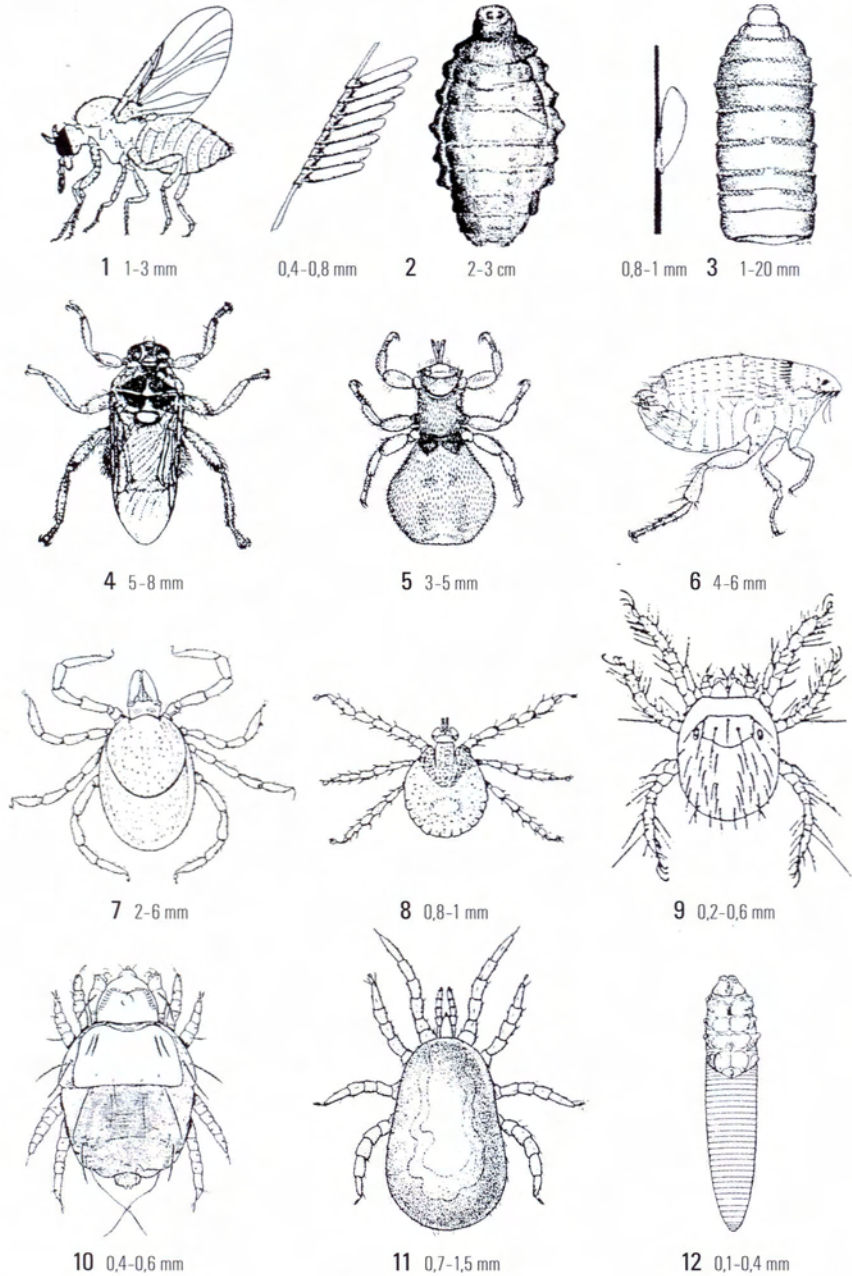 1 1-3 mm
0,4-0,8 mm 2 2-3 cm
0,8-1 mm 3 1-20 mm
4 5-8 mm
5 3-5 mm
6 4-6 mm
7 2-6 mm
8 0,8-1 mm
9 0,2-0,6 mm
10 0,4-0,6 mm
11 0,7-1,5 mm
12 0,1-0,4 mm